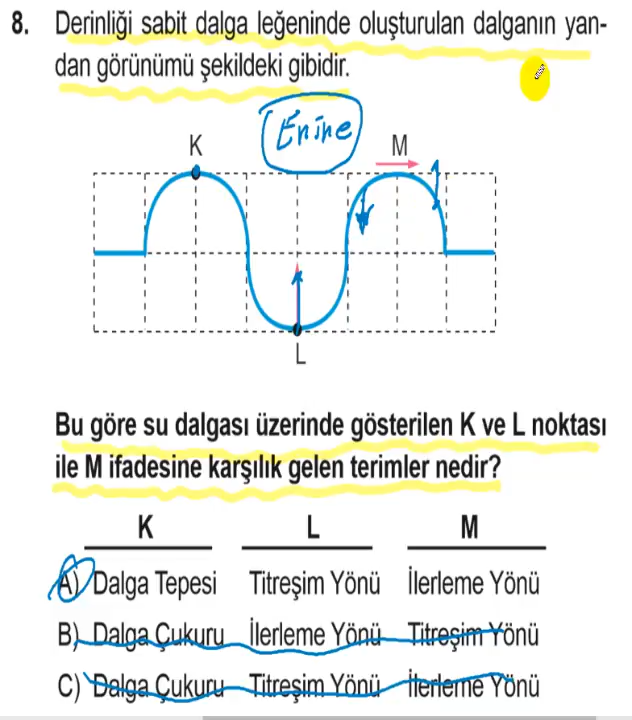 8. Derinliği sabit dalga leğeninde oluşturulan dalganın yan-
dan görünümü şekildeki gibidir.
Enine
K
M
L
Bu göre su dalgası üzerinde gösterilen K ve L noktası
ile M ifadesine karşılık gelen terimler nedir?
K L M
A) Dalga Tepesi Titreşim Yönü İlerleme Yönü
B) Dalga Çukuru İlerleme Yönü Titreşim Yönü
C) Dalga Çukuru Titreşim Yönü İlerleme Yönü